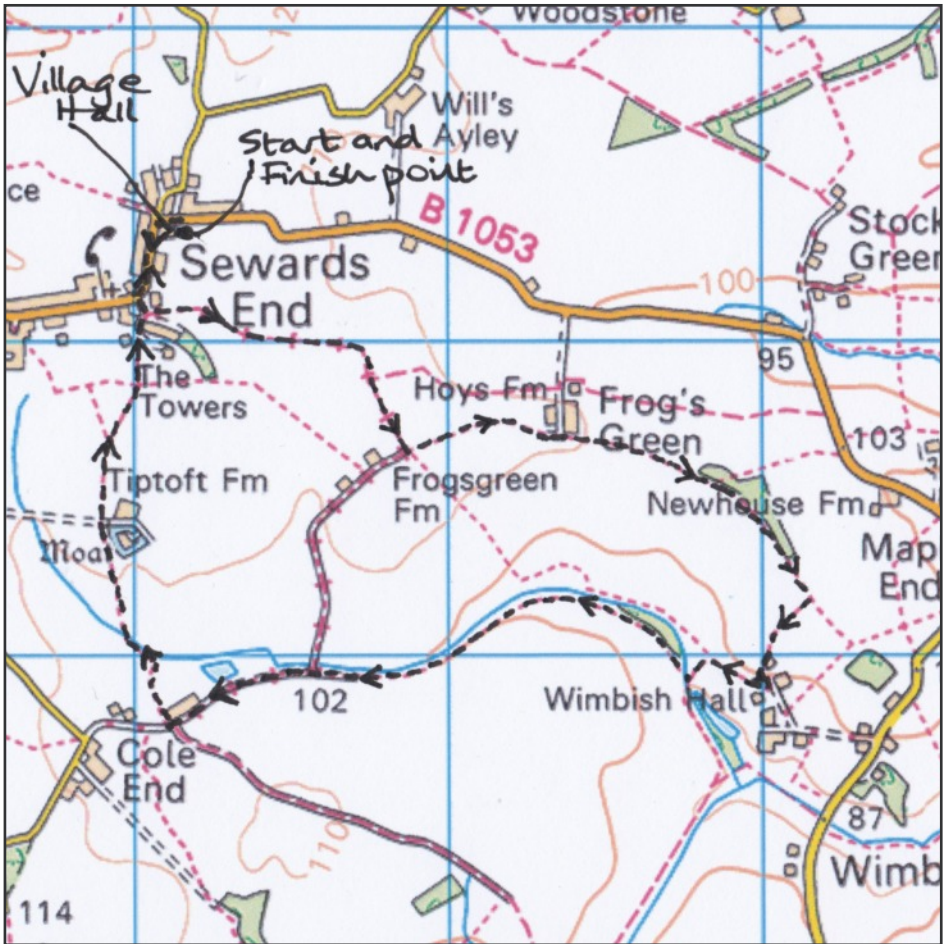 Woodstone
Village
Hall
Will's
Ayley
Start and
Finish point
ce
B 1053
Stock
Green
Sewards
End
100
95
The
Towers
Hoys Fm
Frog's
Green
103
Tiptoft Fm
Frogsgreen
Fm
Newhouse Fm
Moat
Map
End
102
Wimbish Hall
Cole
End
110
87
Wimb
114